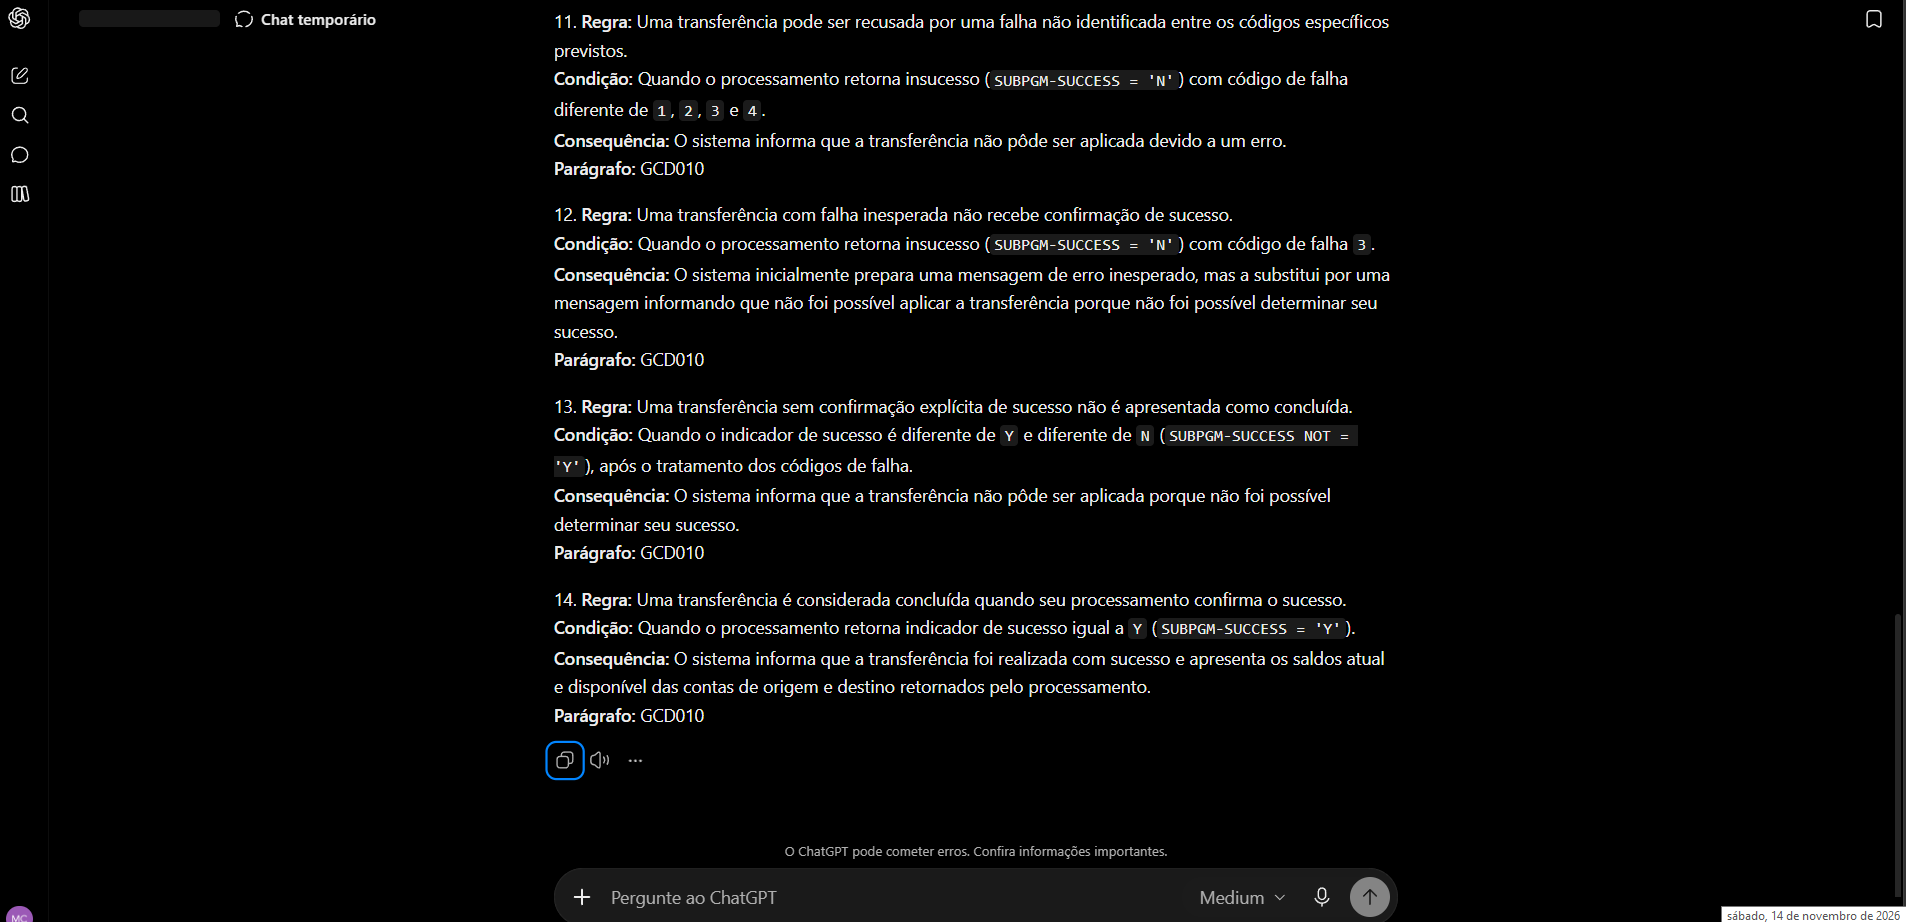 Chat temporário
11. Regra: Uma transferência pode ser recusada por uma falha não identificada entre os códigos específicos
previstos.
Condição: Quando o processamento retorna insucesso (SUBPGM-SUCCESS = 'N') com código de falha
diferente de 1, 2, 3 e 4.
Consequência: O sistema informa que a transferência não pôde ser aplicada devido a um erro.
Parágrafo: GCD010
12. Regra: Uma transferência com falha inesperada não recebe confirmação de sucesso.
Condição: Quando o processamento retorna insucesso (SUBPGM-SUCCESS = 'N') com código de falha 3.
Consequência: O sistema inicialmente prepara uma mensagem de erro inesperado, mas a substitui por uma
mensagem informando que não foi possível aplicar a transferência porque não foi possível determinar seu
sucesso.
Parágrafo: GCD010
13. Regra: Uma transferência sem confirmação explícita de sucesso não é apresentada como concluída.
Condição: Quando o indicador de sucesso é diferente de Y e diferente de N (SUBPGM-SUCCESS NOT =
'Y'), após o tratamento dos códigos de falha.
Consequência: O sistema informa que a transferência não pôde ser aplicada porque não foi possível
determinar seu sucesso.
Parágrafo: GCD010
14. Regra: Uma transferência é considerada concluída quando seu processamento confirma o sucesso.
Condição: Quando o processamento retorna indicador de sucesso igual a Y (SUBPGM-SUCCESS = 'Y').
Consequência: O sistema informa que a transferência foi realizada com sucesso e apresenta os saldos atual
e disponível das contas de origem e destino retornados pelo processamento.
Parágrafo: GCD010
O ChatGPT pode cometer erros. Confira informações importantes.
Pergunte ao ChatGPT
Medium
MC
sábado, 14 de novembro de 2026